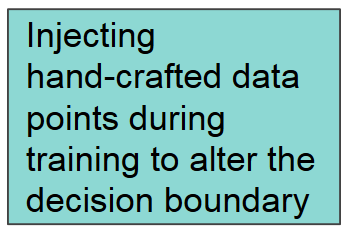 Injecting
hand-crafted data
points during
training to alter the
decision boundary